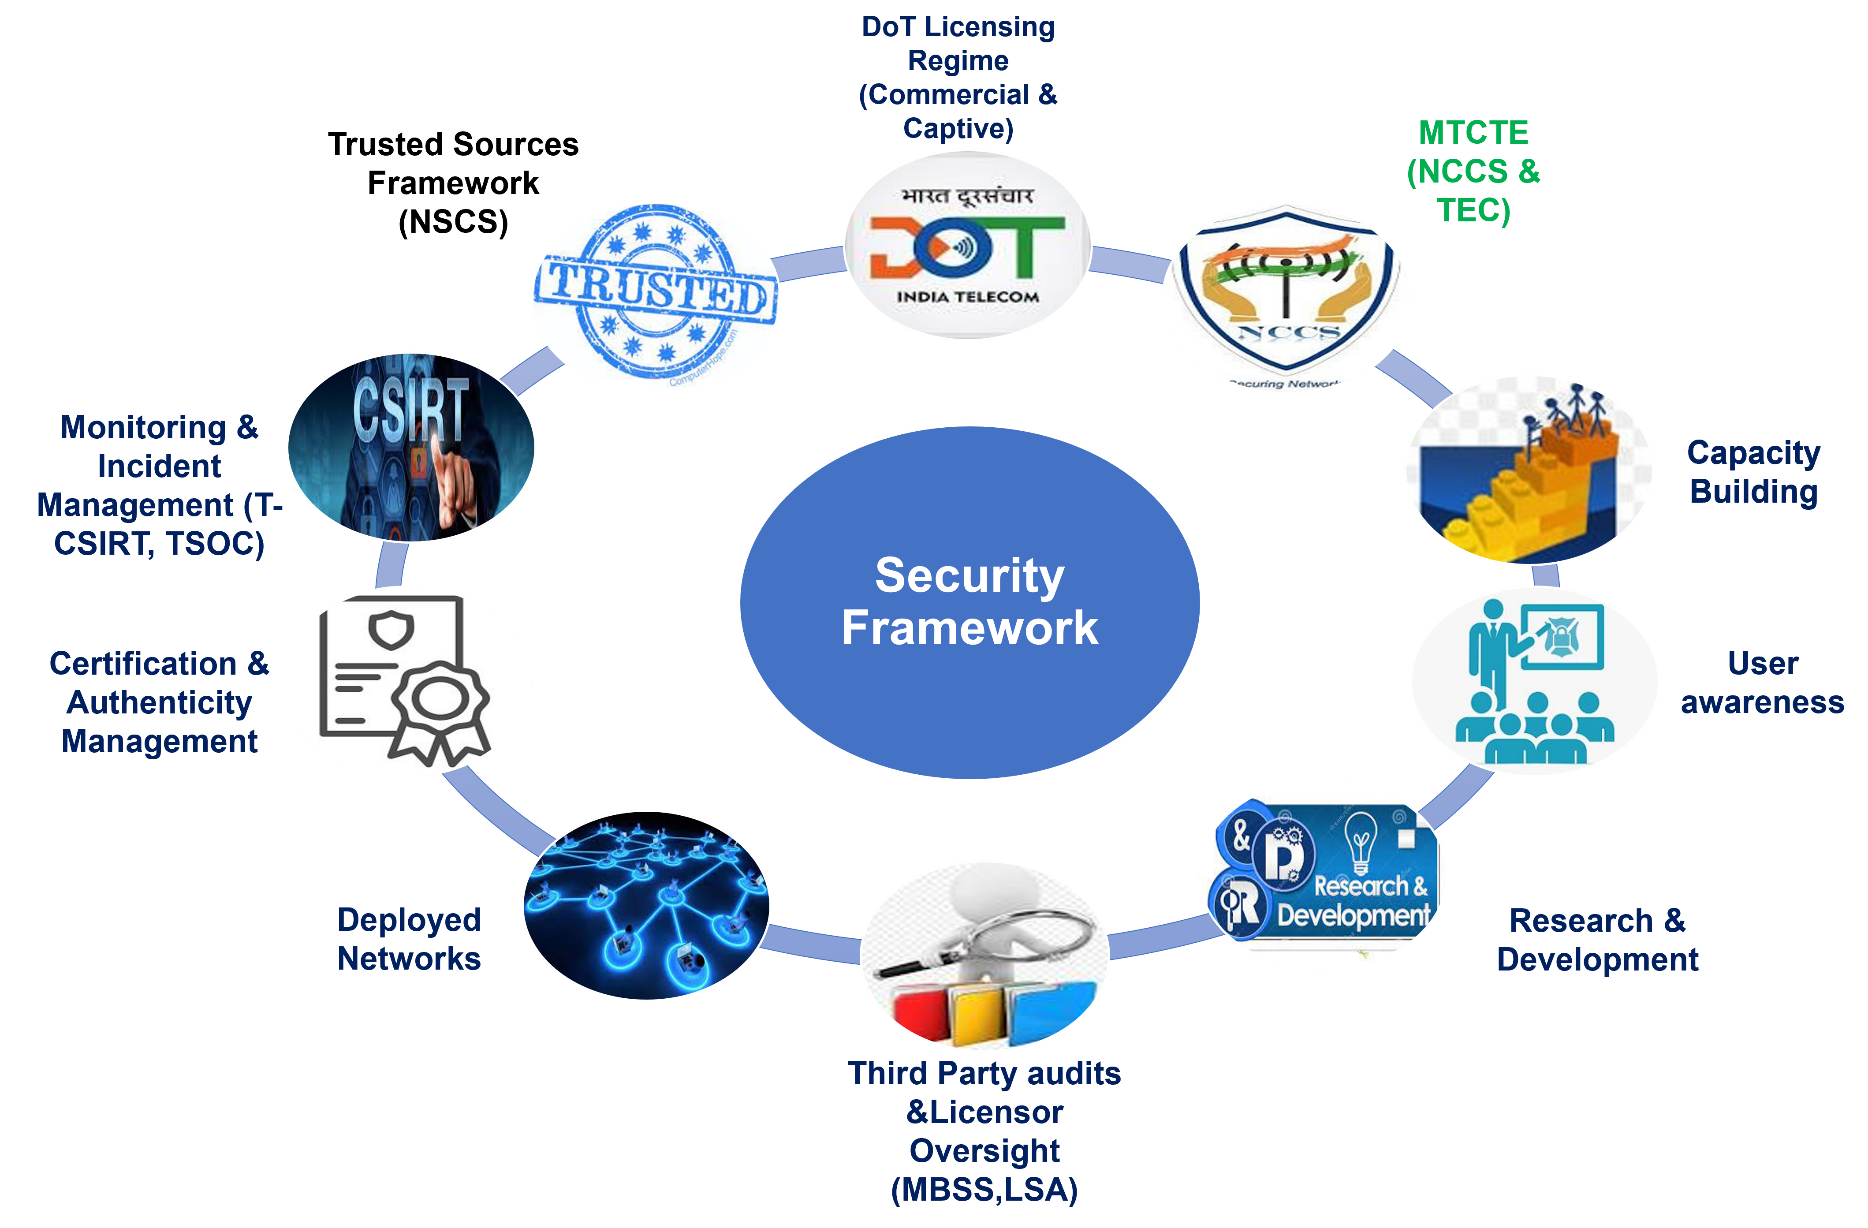 DoT Licensing
Regime
(Commercial &
Captive)
Trusted Sources
Framework
(NSCS)
MTCTE
(NCCS &
TEC)
भारत दूरसंचार
DOT
INDIA TELECOM
TRUSTED
ComputerHope.com
NCCS
CSIRT
Monitoring &
Incident
Management (T-
CSIRT, TSOC)
Capacity
Building
Security
Framework
Certification &
Authenticity
Management
User
awareness
&
D
R
Research &
Development
Deployed
Networks
Research &
Development
Third Party audits
&Licensor
Oversight
(MBSS,LSA)